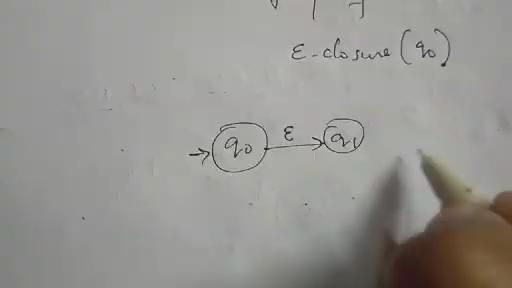 ε-closure(q0)
ε
q0 q1